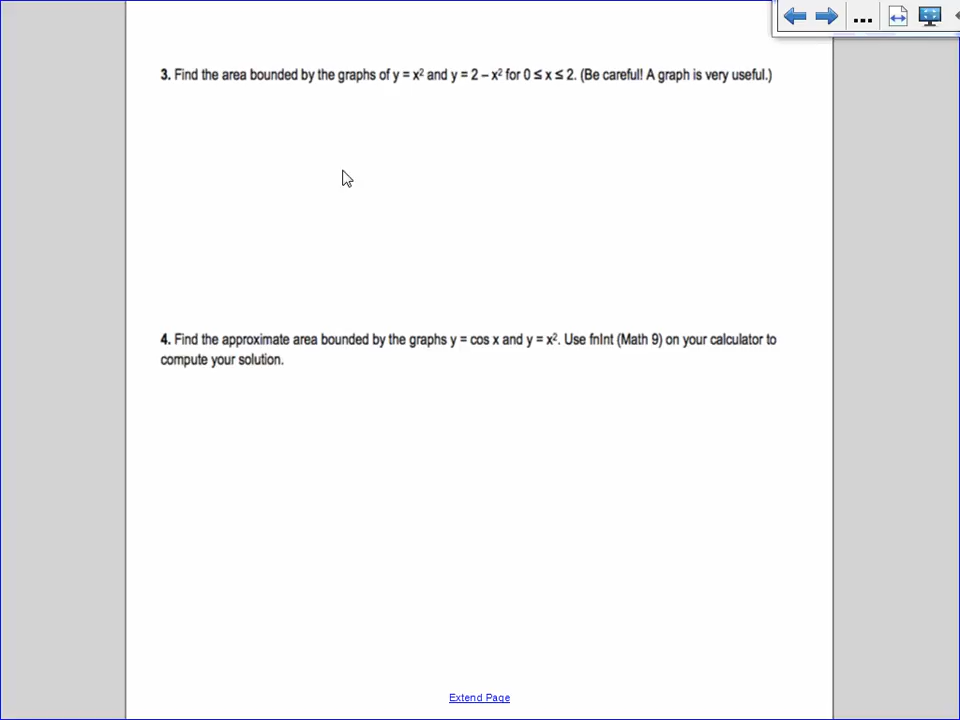 3. Find the area bounded by the graphs of y = x² and y = 2 – x² for 0 ≤ x ≤ 2. (Be careful! A graph is very useful.)
4. Find the approximate area bounded by the graphs y = cos x and y = x². Use fnInt (Math 9) on your calculator to
compute your solution.
Extend Page